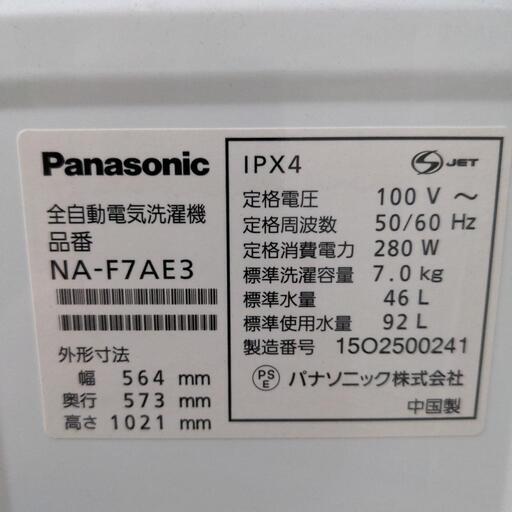 Panasonic
全自動電気洗濯機
品番
NA-F7AE3
外形寸法
幅 564 mm
奥行 573 mm
高さ 1021 mm
IPX4
S JET
定格電圧 100 V ～
定格周波数 50/60 Hz
定格消費電力 280 W
標準洗濯容量 7.0 kg
標準水量 46 L
標準使用水量 92 L
製造番号 15O2500241
PS E パナソニック株式会社
中国製